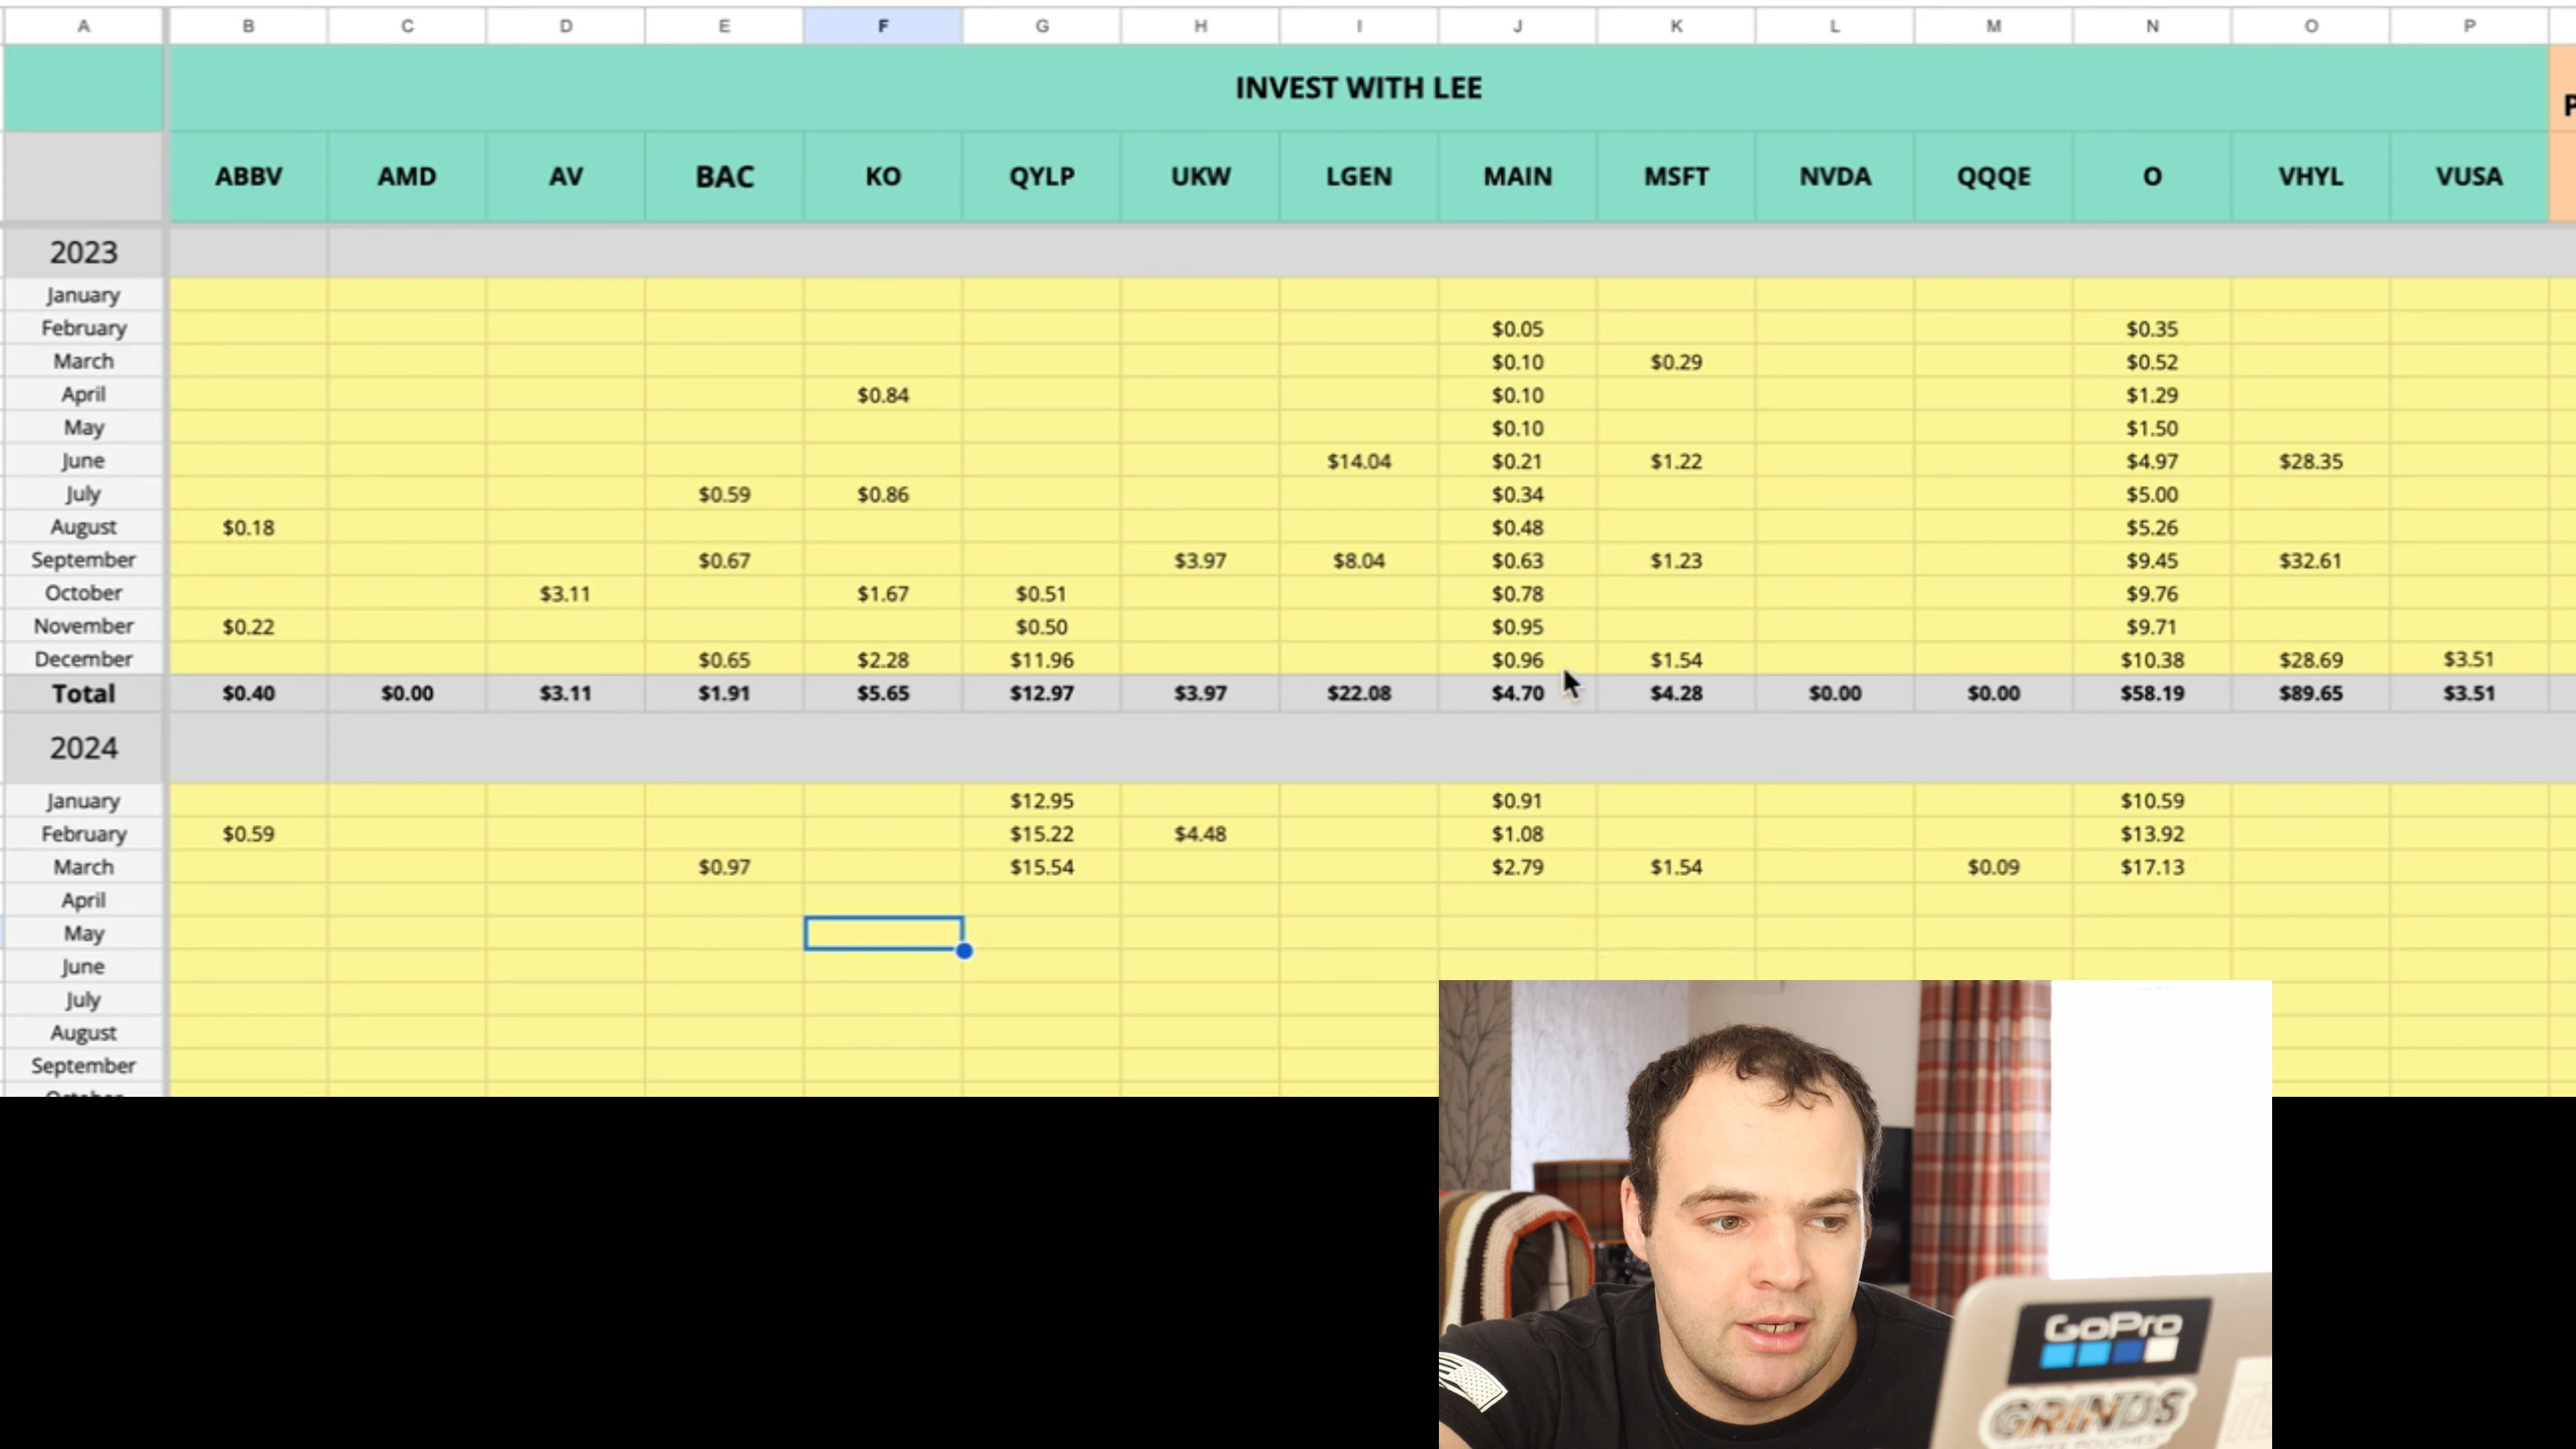 A B C D E F G H I J K L M N O P
INVEST WITH LEE
P
ABBV AMD AV BAC KO QYLP UKW LGEN MAIN MSFT NVDA QQQE O VHYL VUSA
2023
January
February $0.05 $0.35
March $0.10 $0.29 $0.52
April $0.84 $0.10 $1.29
May $0.10 $1.50
June $14.04 $0.21 $1.22 $4.97 $28.35
July $0.59 $0.86 $0.34 $5.00
August $0.18 $0.48 $5.26
September $0.67 $3.97 $8.04 $0.63 $1.23 $9.45 $32.61
October $3.11 $1.67 $0.51 $0.78 $9.76
November $0.22 $0.50 $0.95 $9.71
December $0.65 $2.28 $11.96 $0.96 $1.54 $10.38 $28.69 $3.51
Total $0.40 $0.00 $3.11 $1.91 $5.65 $12.97 $3.97 $22.08 $4.70 $4.28 $0.00 $0.00 $58.19 $89.65 $3.51
2024
January $12.95 $0.91 $10.59
February $0.59 $15.22 $4.48 $1.08 $13.92
March $0.97 $15.54 $2.79 $1.54 $0.09 $17.13
April
May
June
July
August
September
October
GoPro
GRINDS